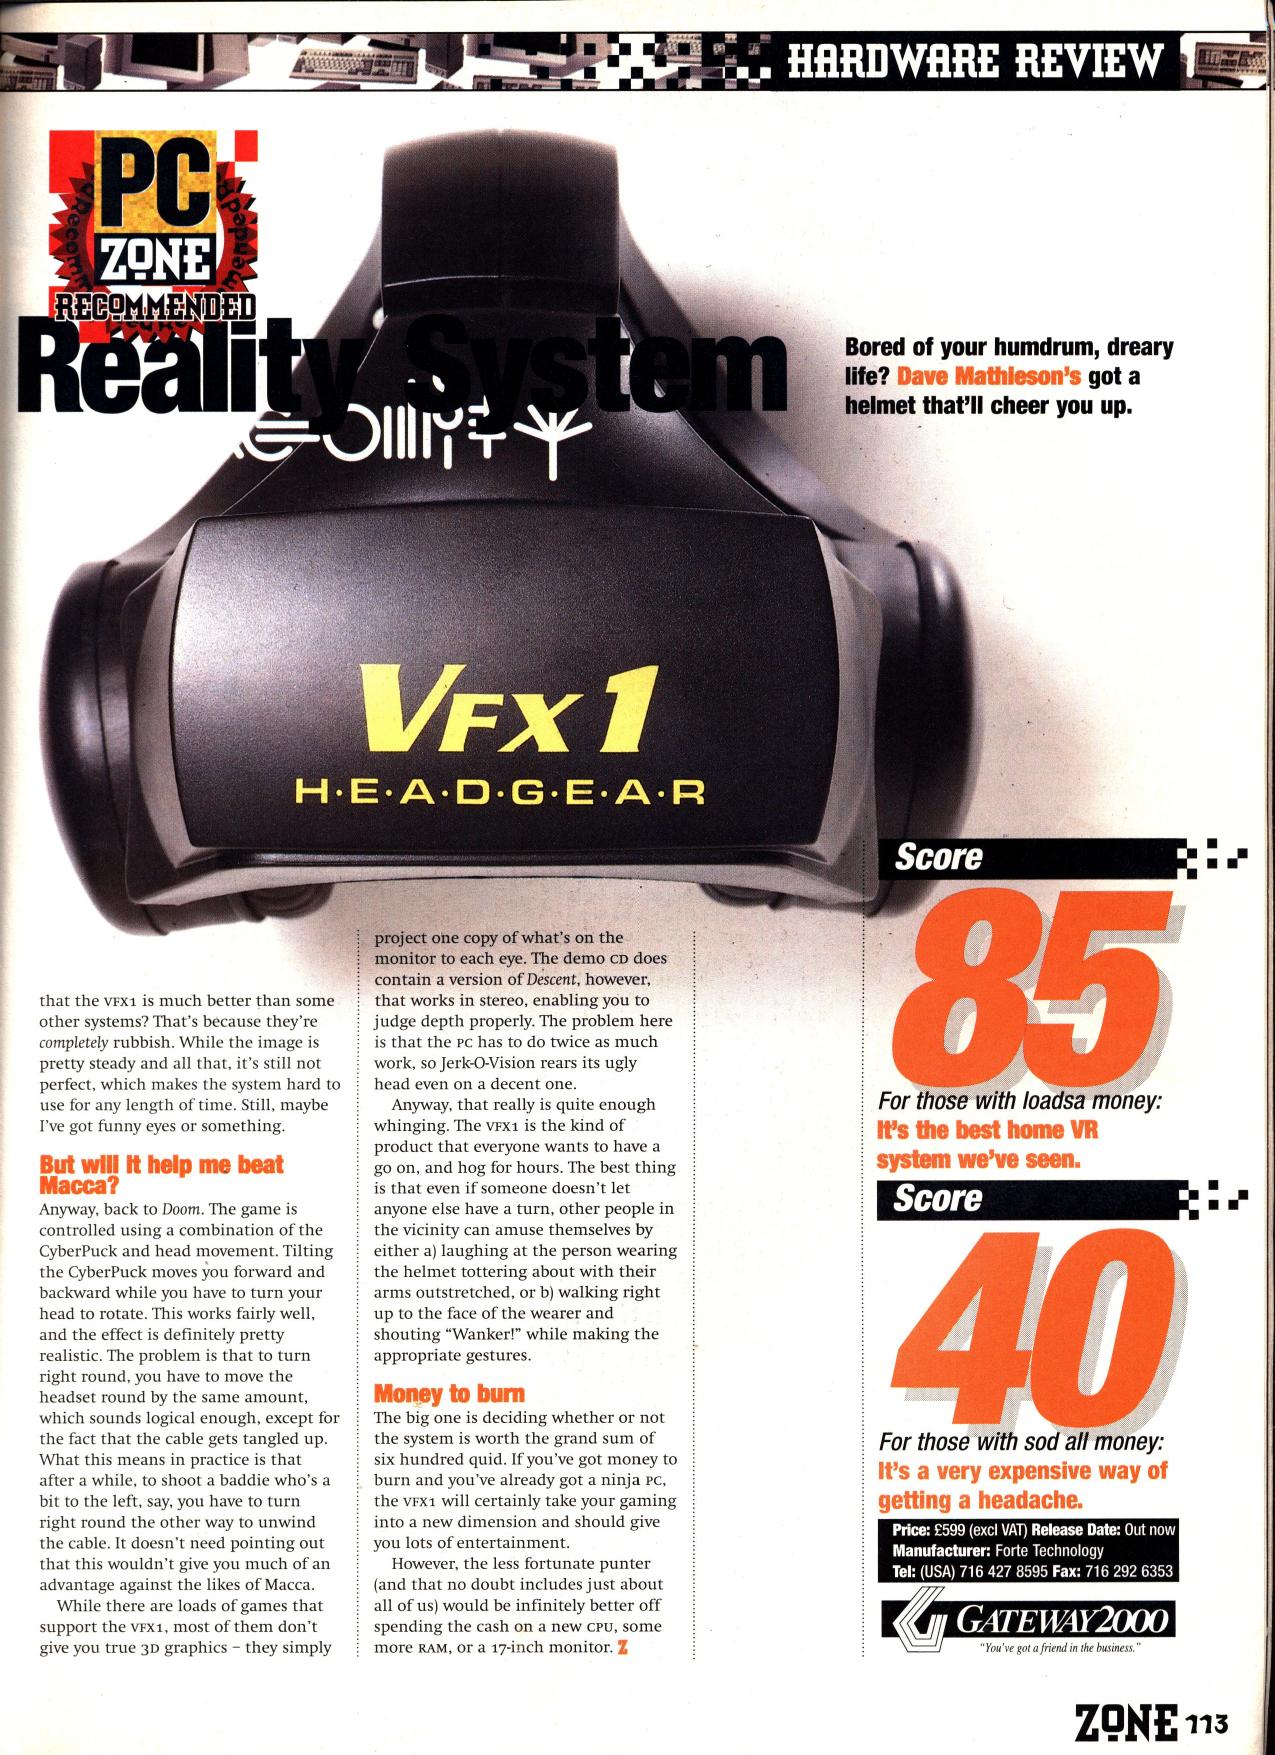 HARDWARE REVIEW
PC
ZONE
RECOMMENDED
Reality System
Bored of your humdrum, dreary
life? Dave Mathieson's got a
helmet that'll cheer you up.
VFX1
H·E·A·D·G·E·A·R
that the VFX1 is much better than some
other systems? That's because they're
completely rubbish. While the image is
pretty steady and all that, it's still not
perfect, which makes the system hard to
use for any length of time. Still, maybe
I've got funny eyes or something.
But will it help me beat
Macca?
Anyway, back to Doom. The game is
controlled using a combination of the
CyberPuck and head movement. Tilting
the CyberPuck moves you forward and
backward while you have to turn your
head to rotate. This works fairly well,
and the effect is definitely pretty
realistic. The problem is that to turn
right round, you have to move the
headset round by the same amount,
which sounds logical enough, except for
the fact that the cable gets tangled up.
What this means in practice is that
after a while, to shoot a baddie who's a
bit to the left, say, you have to turn
right round the other way to unwind
the cable. It doesn't need pointing out
that this wouldn't give you much of an
advantage against the likes of Macca.
While there are loads of games that
support the VFX1, most of them don't
give you true 3D graphics – they simply
project one copy of what's on the
monitor to each eye. The demo CD does
contain a version of Descent, however,
that works in stereo, enabling you to
judge depth properly. The problem here
is that the PC has to do twice as much
work, so Jerk-O-Vision rears its ugly
head even on a decent one.
Anyway, that really is quite enough
whinging. The VFX1 is the kind of
product that everyone wants to have a
go on, and hog for hours. The best thing
is that even if someone doesn't let
anyone else have a turn, other people in
the vicinity can amuse themselves by
either a) laughing at the person wearing
the helmet tottering about with their
arms outstretched, or b) walking right
up to the face of the wearer and
shouting "Wanker!" while making the
appropriate gestures.
Money to burn
The big one is deciding whether or not
the system is worth the grand sum of
six hundred quid. If you've got money to
burn and you've already got a ninja PC,
the VFX1 will certainly take your gaming
into a new dimension and should give
you lots of entertainment.
However, the less fortunate punter
(and that no doubt includes just about
all of us) would be infinitely better off
spending the cash on a new CPU, some
more RAM, or a 17-inch monitor. Z
Score
85
For those with loadsa money:
It's the best home VR
system we've seen.
Score
40
For those with sod all money:
It's a very expensive way of
getting a headache.
Price: £599 (excl VAT) Release Date: Out now
Manufacturer: Forte Technology
Tel: (USA) 716 427 8595 Fax: 716 292 6353
GATEWAY2000
"You've got a friend in the business."
ZONE 113